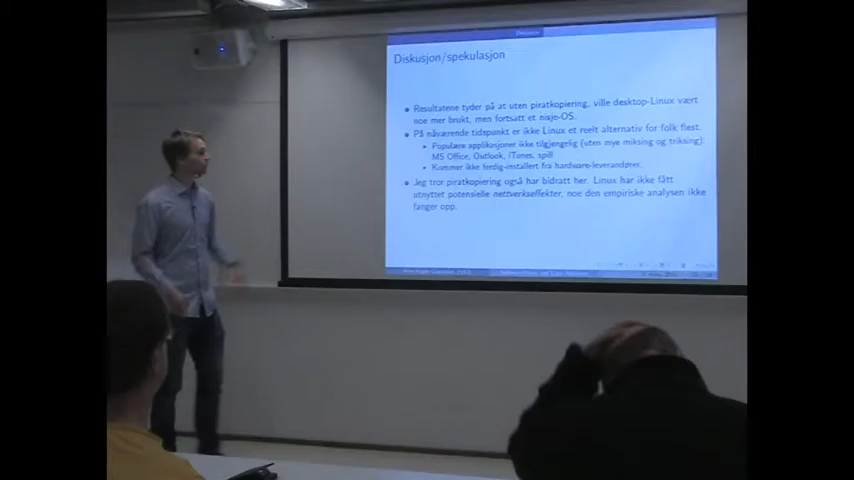 Diskusjon
Diskusjon/spekulasjon
Resultatene tyder på at uten piratkopiering, ville desktop-Linux vært
noe mer brukt, men fortsatt et nisje-OS.
På nåværende tidspunkt er ikke Linux et reelt alternativ for folk flest.
Populære applikasjoner ikke tilgjengelig (uten mye miksing og triksing):
MS Office, Outlook, iTones, spill
Kommer ikke ferdig-installert fra hardware-leverandører.
Jeg tror piratkopiering også har bidratt her. Linux har ikke fått
utnyttet potensielle nettverkseffekter, noe den empiriske analysen ikke
fanger opp.